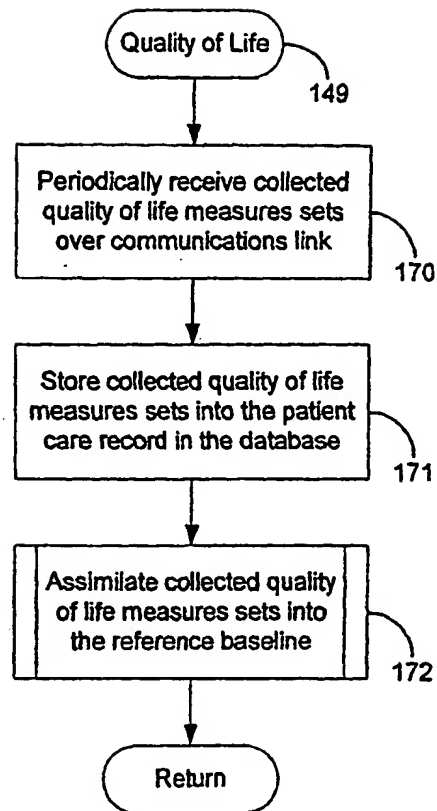 Quality of Life
149
Periodically receive collected
quality of life measures sets
over communications link
170
Store collected quality of life
measures sets into the patient
care record in the database
171
Assimilate collected quality
of life measures sets into
the reference baseline
172
Return